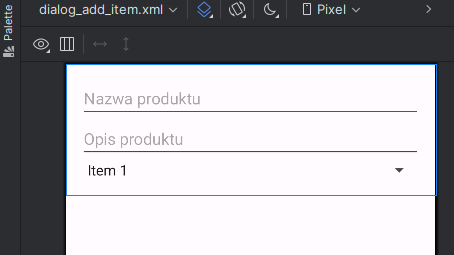 dialog_add_item.xml
Pixel
Palette
Nazwa produktu
Opis produktu
Item 1